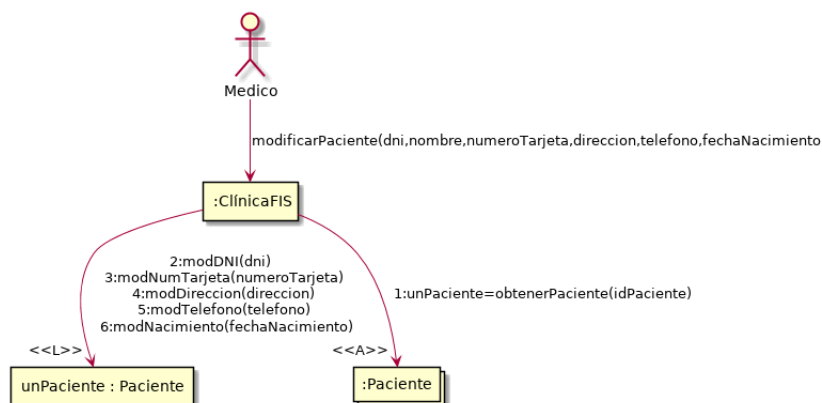 Medico
modificarPaciente(dni,nombre,numeroTarjeta,direccion,telefono,fechaNacimiento
:ClínicaFIS
2:modDNI(dni)
3:modNumTarjeta(numeroTarjeta)
4:modDireccion(direccion)
5:modTelefono(telefono)
6:modNacimiento(fechaNacimiento)
1:unPaciente=obtenerPaciente(idPaciente)
<<L>>
<<A>>
unPaciente : Paciente
:Paciente